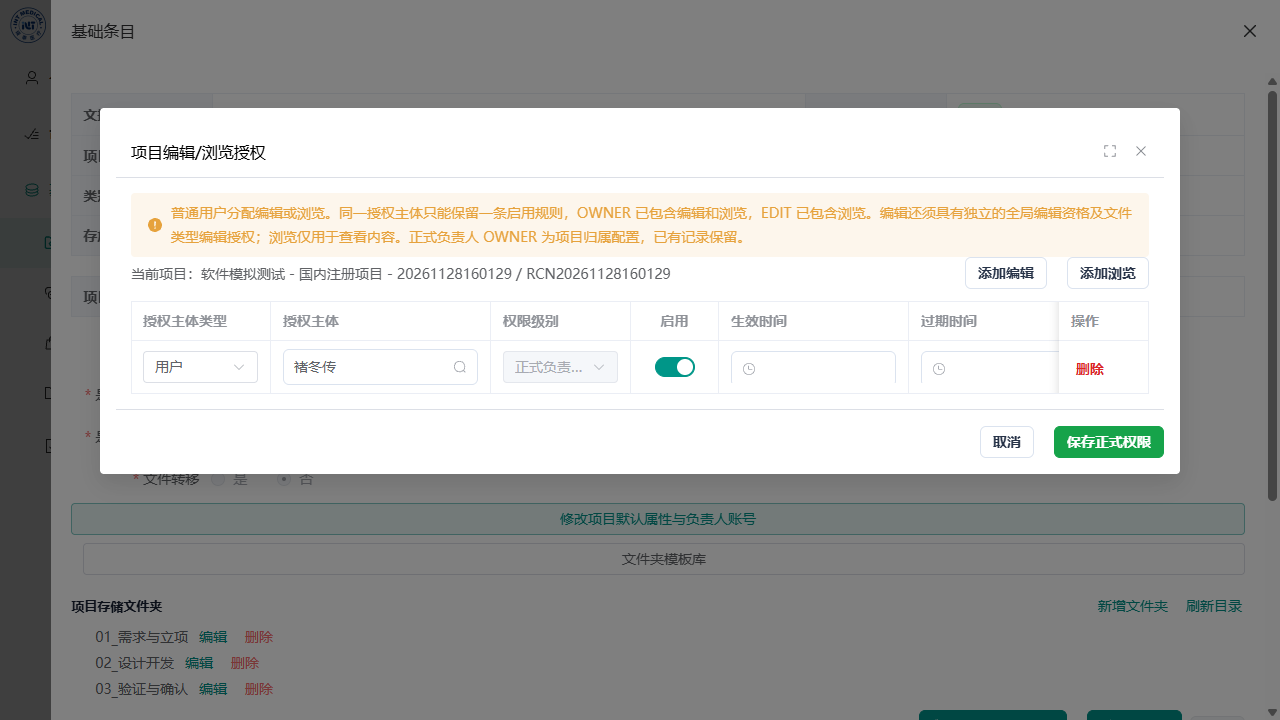 基础条目
项目编辑/浏览授权
普通用户分配编辑或浏览。同一授权主体只能保留一条启用规则，OWNER 已包含编辑和浏览，EDIT 已包含浏览。编辑还须具有独立的全局编辑资格及文件
类型编辑授权；浏览仅用于查看内容。正式负责人 OWNER 为项目归属配置，已有记录保留。
当前项目：软件模拟测试 - 国内注册项目 - 20261128160129 / RCN20261128160129
添加编辑
添加浏览
授权主体类型
授权主体
权限级别
启用
生效时间
过期时间
操作
用户
褚冬传
正式负责...
删除
取消
保存正式权限
* 文件转移
是
否
修改项目默认属性与负责人账号
文件夹模板库
项目存储文件夹
新增文件夹
刷新目录
01_需求与立项 编辑 删除
02_设计开发 编辑 删除
03_验证与确认 编辑 删除